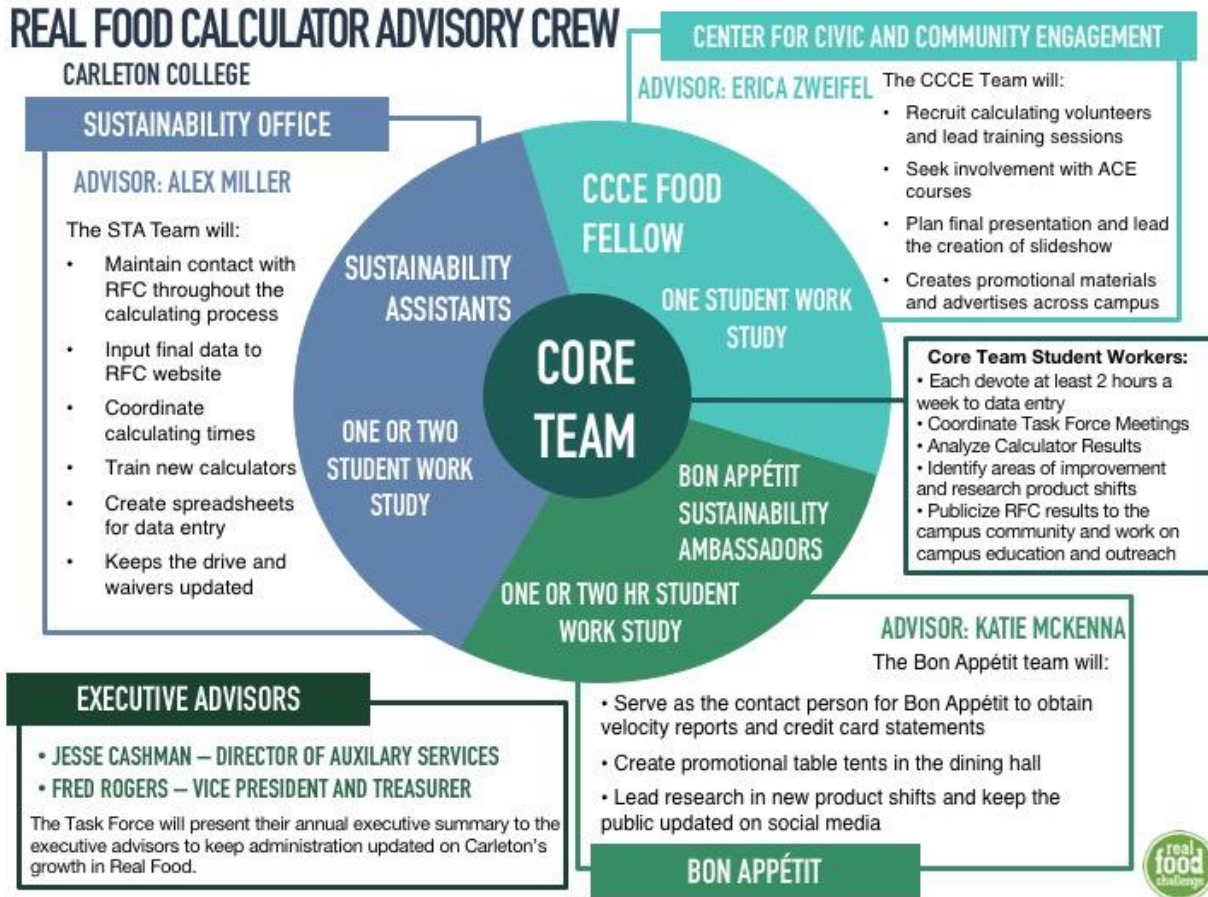 REAL FOOD CALCULATOR ADVISORY CREW
CARLETON COLLEGE
SUSTAINABILITY OFFICE
ADVISOR: ALEX MILLER
The STA Team will:
• Maintain contact with
RFC throughout the
calculating process
• Input final data to
RFC website
• Coordinate
calculating times
• Train new calculators
• Create spreadsheets
for data entry
• Keeps the drive and
waivers updated
CENTER FOR CIVIC AND COMMUNITY ENGAGEMENT
ADVISOR: ERICA ZWEIFEL
The CCCE Team will:
• Recruit calculating volunteers
and lead training sessions
• Seek involvement with ACE
courses
• Plan final presentation and lead
the creation of slideshow
• Creates promotional materials
and advertises across campus
SUSTAINABILITY
ASSISTANTS
ONE OR TWO
STUDENT WORK
STUDY
CCCE FOOD
FELLOW
ONE STUDENT WORK
STUDY
CORE
TEAM
BON APPÉTIT
SUSTAINABILITY
AMBASSADORS
ONE OR TWO HR STUDENT
WORK STUDY
Core Team Student Workers:
• Each devote at least 2 hours a
week to data entry
• Coordinate Task Force Meetings
• Analyze Calculator Results
• Identify areas of improvement
and research product shifts
• Publicize RFC results to the
campus community and work on
campus education and outreach
EXECUTIVE ADVISORS
• JESSE CASHMAN – DIRECTOR OF AUXILARY SERVICES
• FRED ROGERS – VICE PRESIDENT AND TREASURER
The Task Force will present their annual executive summary to the
executive advisors to keep administration updated on Carleton's
growth in Real Food.
ADVISOR: KATIE MCKENNA
The Bon Appétit team will:
• Serve as the contact person for Bon Appétit to obtain
velocity reports and credit card statements
• Create promotional table tents in the dining hall
• Lead research in new product shifts and keep the
public updated on social media
BON APPÉTIT
real
food
challenge